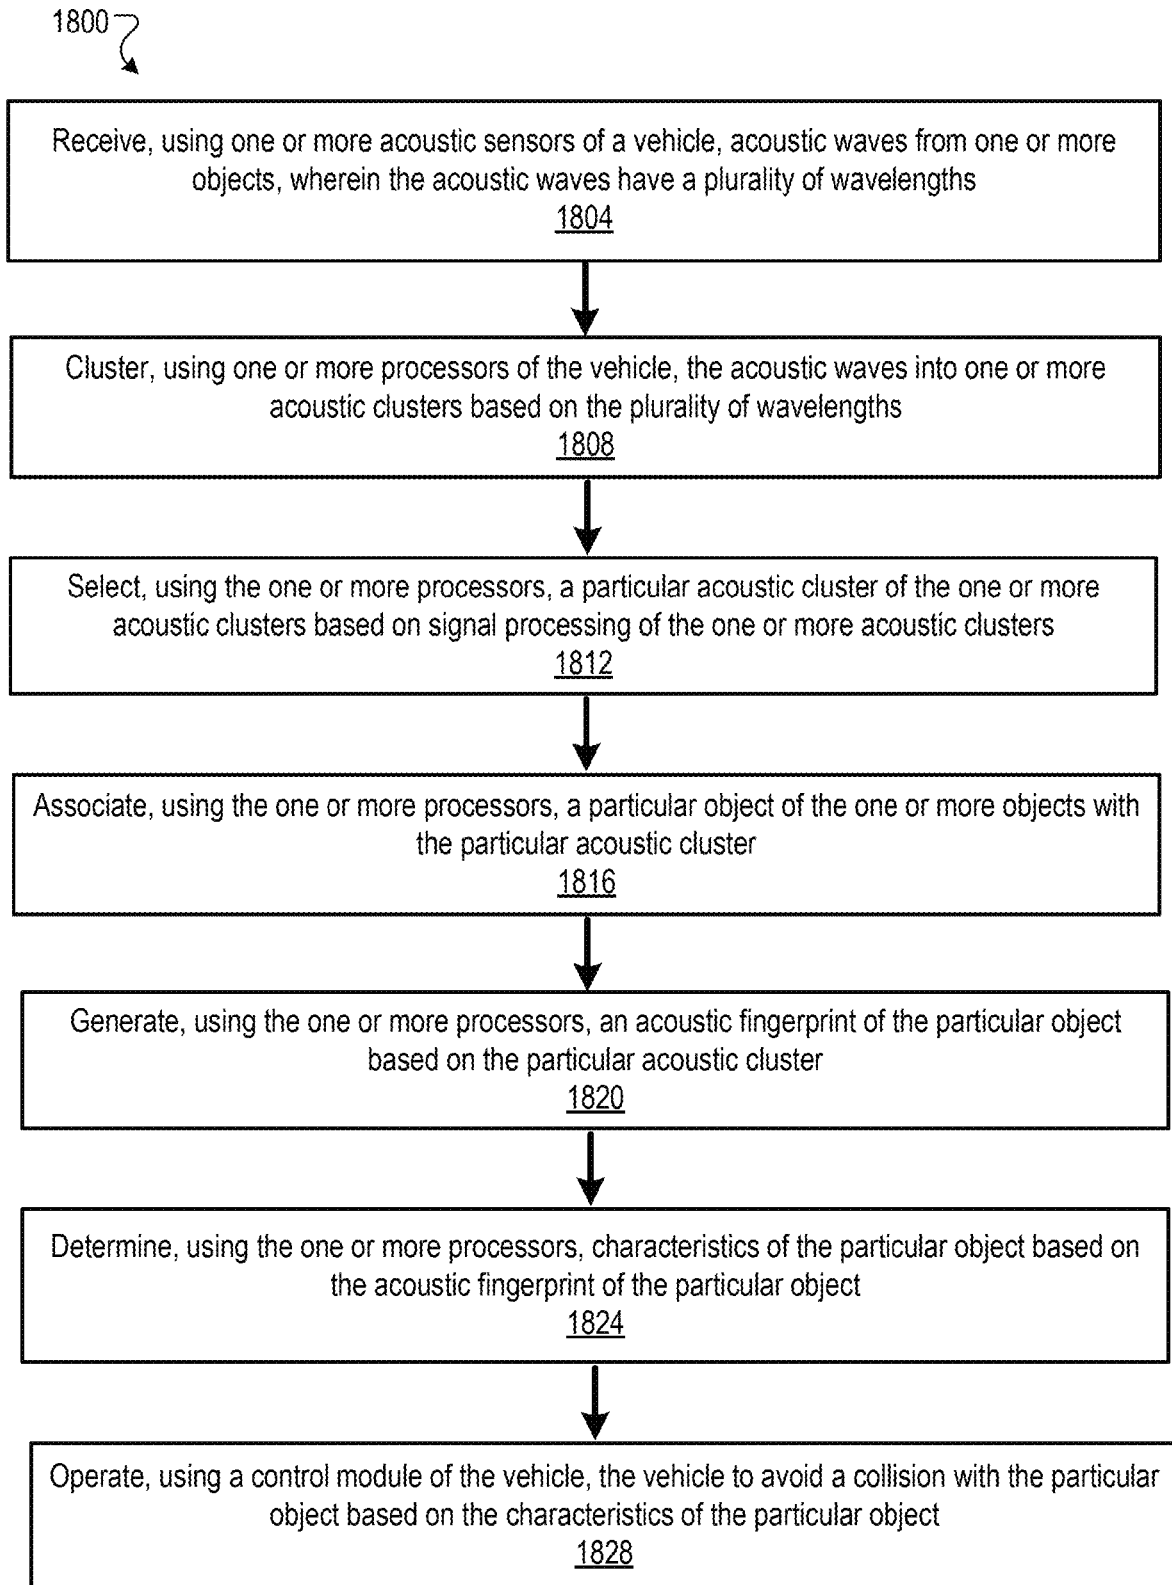 1800
Receive, using one or more acoustic sensors of a vehicle, acoustic waves from one or more
objects, wherein the acoustic waves have a plurality of wavelengths
1804
Cluster, using one or more processors of the vehicle, the acoustic waves into one or more
acoustic clusters based on the plurality of wavelengths
1808
Select, using the one or more processors, a particular acoustic cluster of the one or more
acoustic clusters based on signal processing of the one or more acoustic clusters
1812
Associate, using the one or more processors, a particular object of the one or more objects with
the particular acoustic cluster
1816
Generate, using the one or more processors, an acoustic fingerprint of the particular object
based on the particular acoustic cluster
1820
Determine, using the one or more processors, characteristics of the particular object based on
the acoustic fingerprint of the particular object
1824
Operate, using a control module of the vehicle, the vehicle to avoid a collision with the particular
object based on the characteristics of the particular object
1828